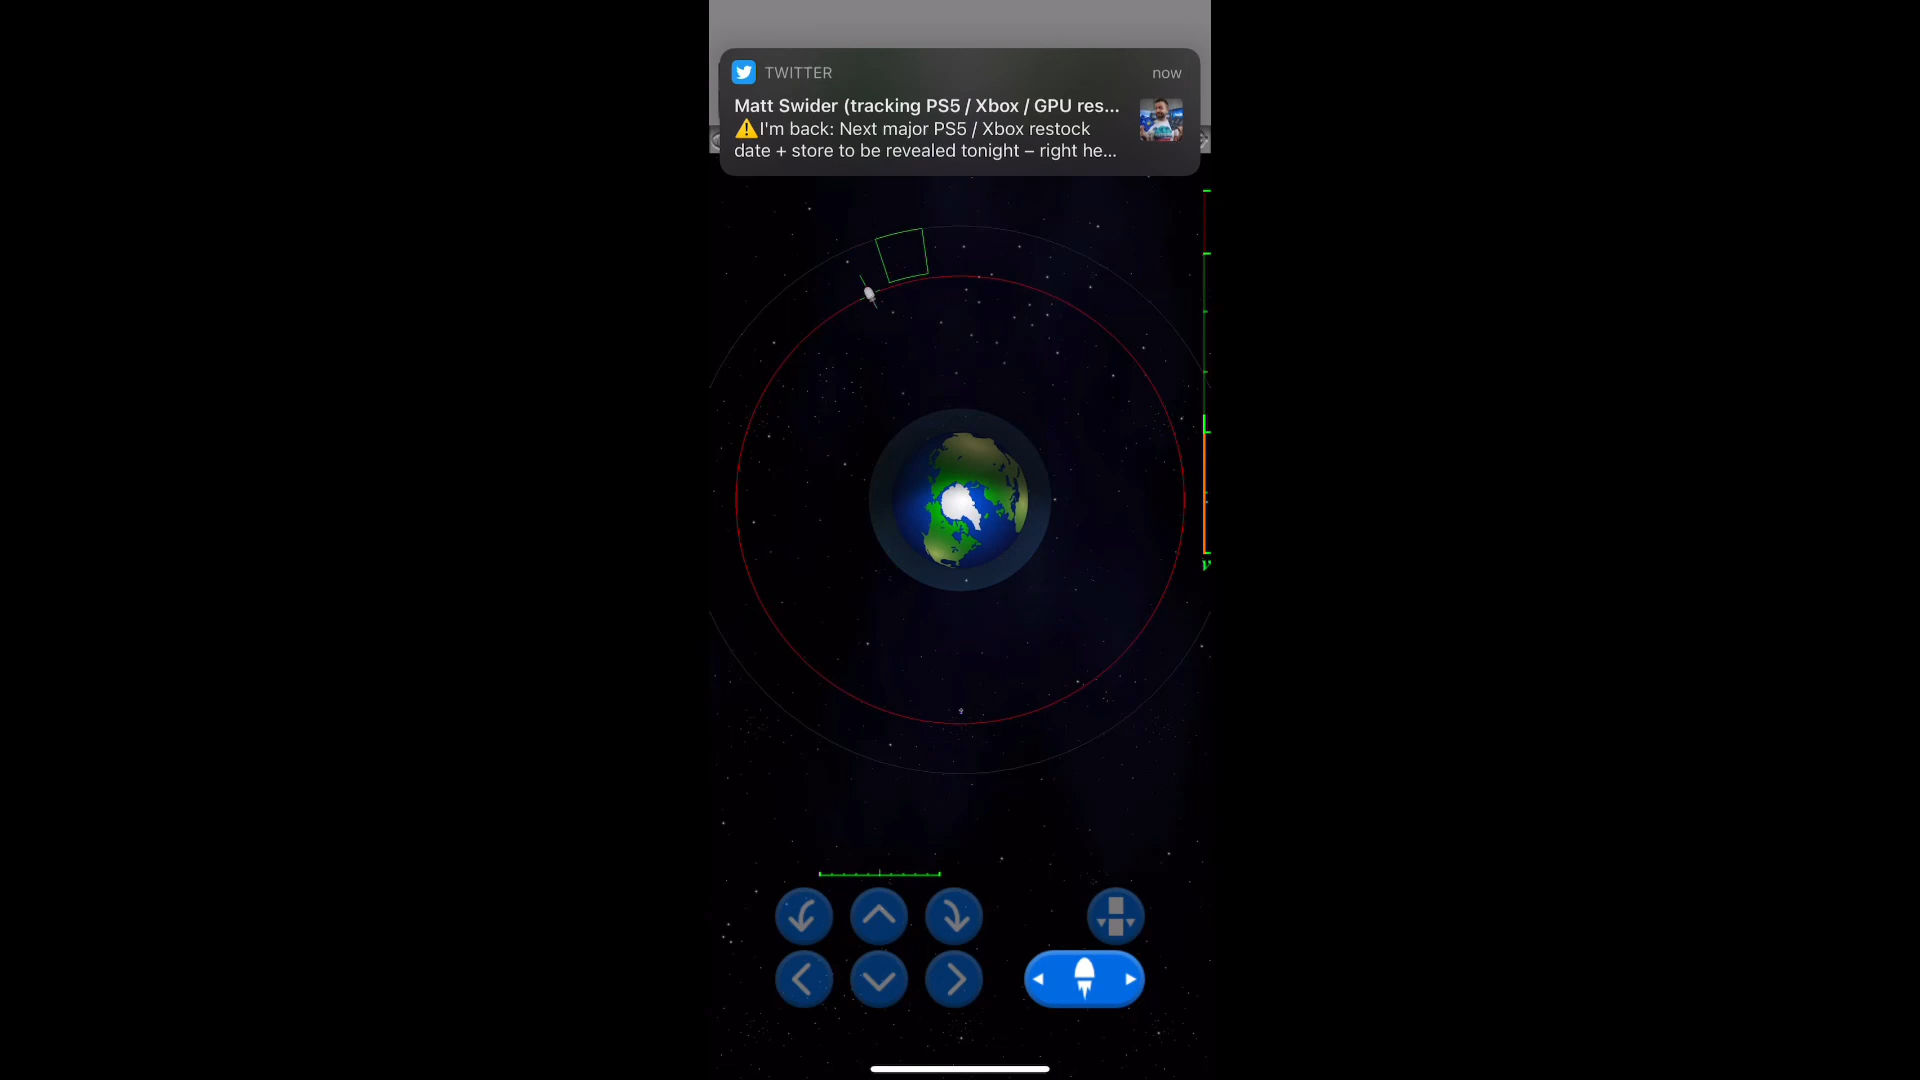 TWITTER
now
Matt Swider (tracking PS5 / Xbox / GPU res...
⚠️I'm back: Next major PS5 / Xbox restock
date + store to be revealed tonight – right he...